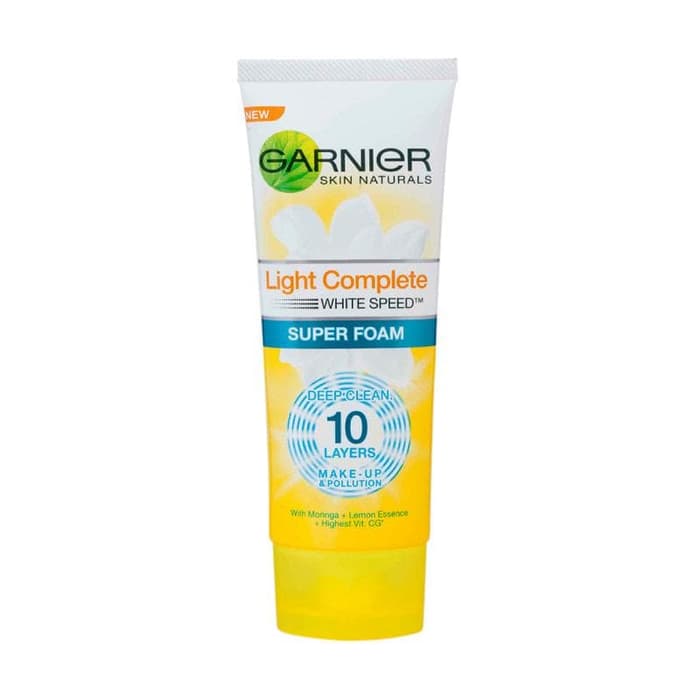 NEW
GARNIER
SKIN NATURALS
Light Complete
WHITE SPEED™
SUPER FOAM
DEEP CLEAN
10
LAYERS
MAKE-UP
& POLLUTION
With Moringa + Lemon Essence
+ Highest Vit. CG*